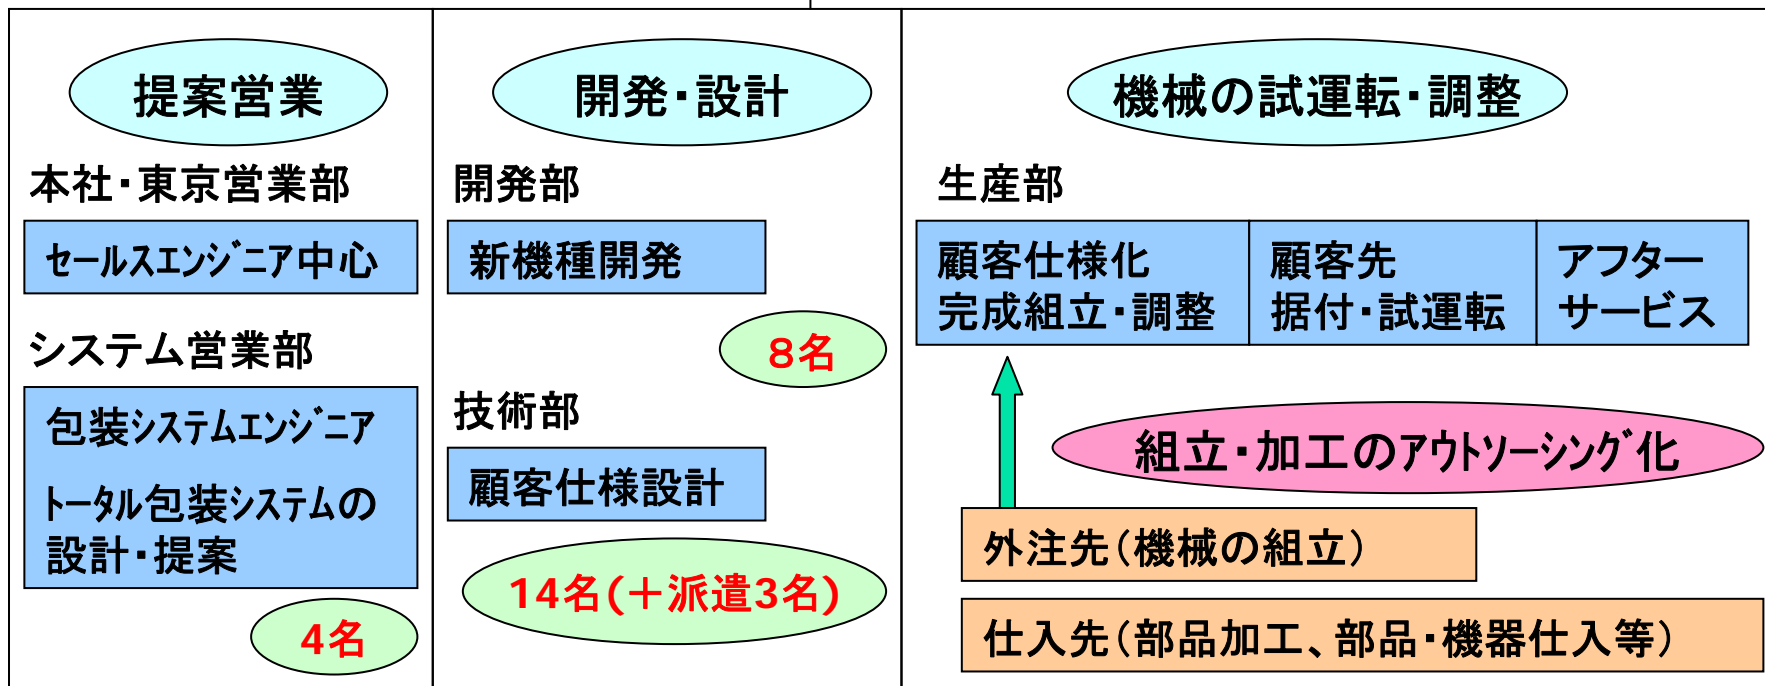 提案営業
本社・東京営業部
ｾｰﾙｽｴﾝｼﾞﾆｱ中心
システム営業部
包装ｼｽﾃﾑｴﾝｼﾞﾆｱ
ﾄｰﾀﾙ包装ｼｽﾃﾑの
設計・提案
4名
開発・設計
開発部
新機種開発
8名
技術部
顧客仕様設計
14名(＋派遣3名)
機械の試運転・調整
生産部
顧客仕様化
完成組立・調整
顧客先
据付・試運転
アフター
サービス
組立・加工のｱｳﾄｿｰｼﾝｸﾞ化
外注先（機械の組立）
仕入先（部品加工、部品・機器仕入等）